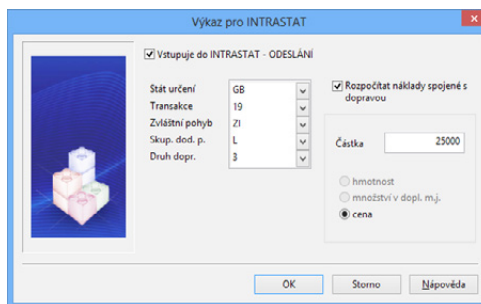 Výkaz pro INTRASTAT
Vstupuje do INTRASTAT - ODESLÁNÍ
Stát určení GB
Transakce 19
Zvláštní pohyb ZI
Skup. dod. p. L
Druh dopr. 3
Rozpočítat náklady spojené s
dopravou
Částka 25000
hmotnost
množství v dopl. m.j.
cena
OK Storno Nápověda